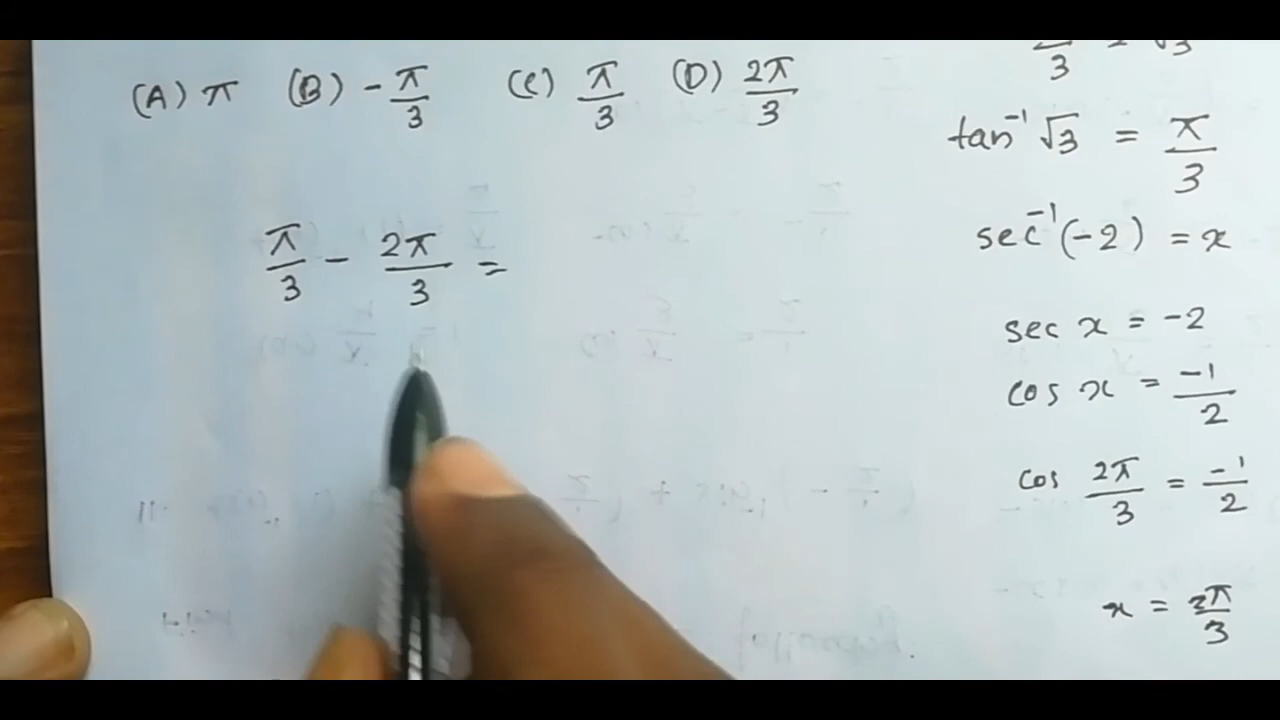 (A) π (B) -π/3 (C) π/3 (D) 2π/3
π/3 - 2π/3 =
tan⁻¹ √3 = π/3
sec⁻¹(-2) = x
sec x = -2
cos x = -1/2
cos 2π/3 = -1/2
x = 2π/3